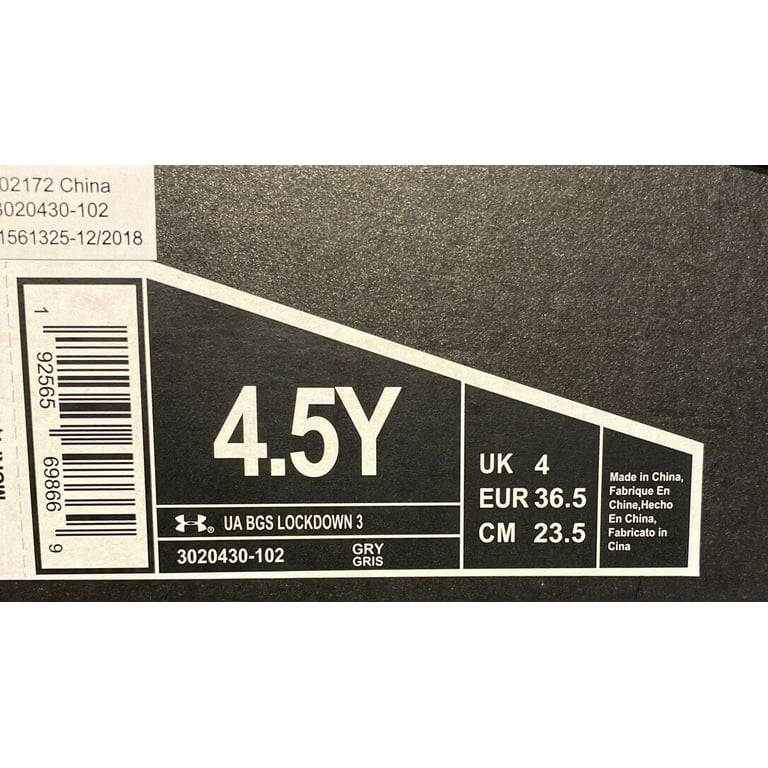 02172 China
3020430-102
1561325-12/2018
1 92565 69866 9
4.5Y
UA BGS LOCKDOWN 3
3020430-102 GRY
GRIS
UK 4
EUR 36.5
CM 23.5
Made in China,
Fabrique En
Chine,Hecho
En China,
Fabricato in
Cina